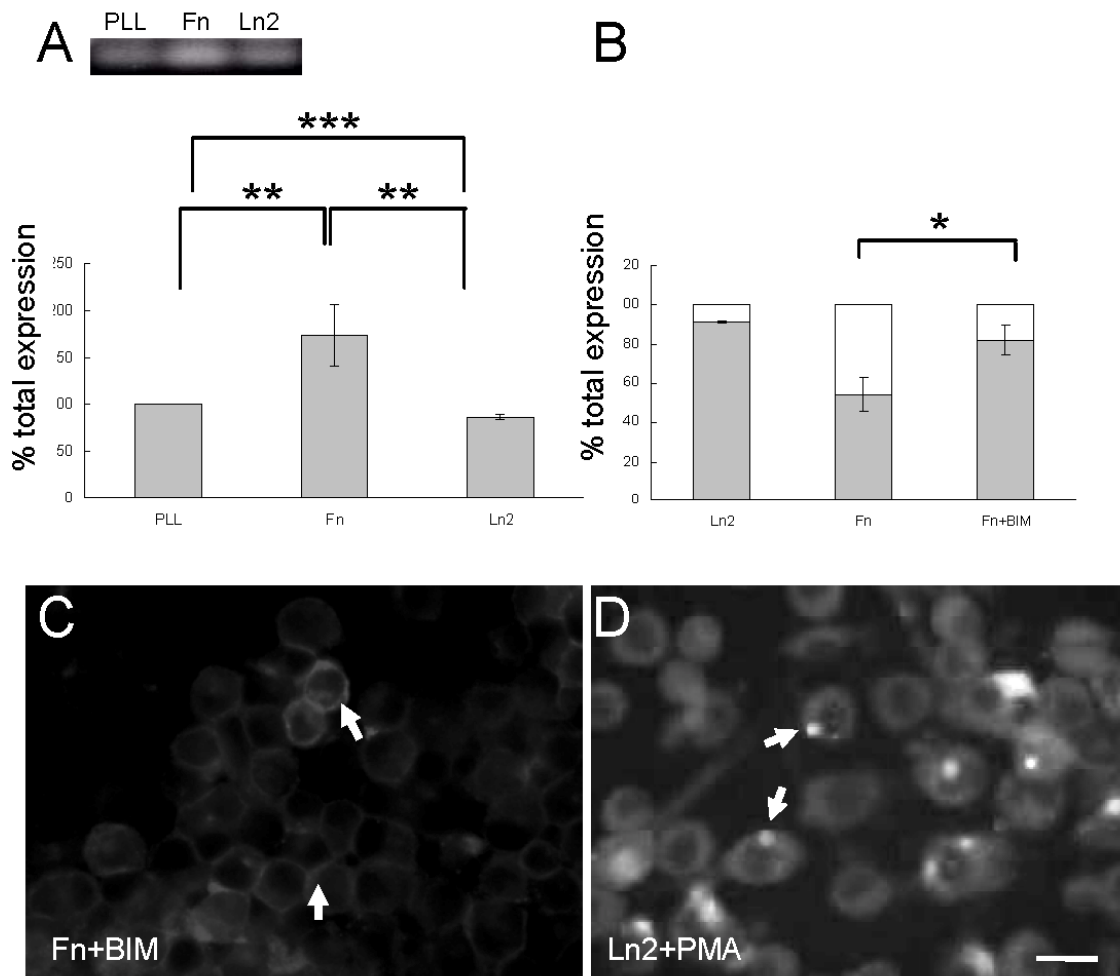 A
PLL Fn Ln2
***
** **
% total expression
250
200
50
00
50
0
PLL Fn Ln2
B
*
% total expression
20
00
80
60
40
20
0
Ln2 Fn Fn+BIM
C
Fn+BIM
D
Ln2+PMA